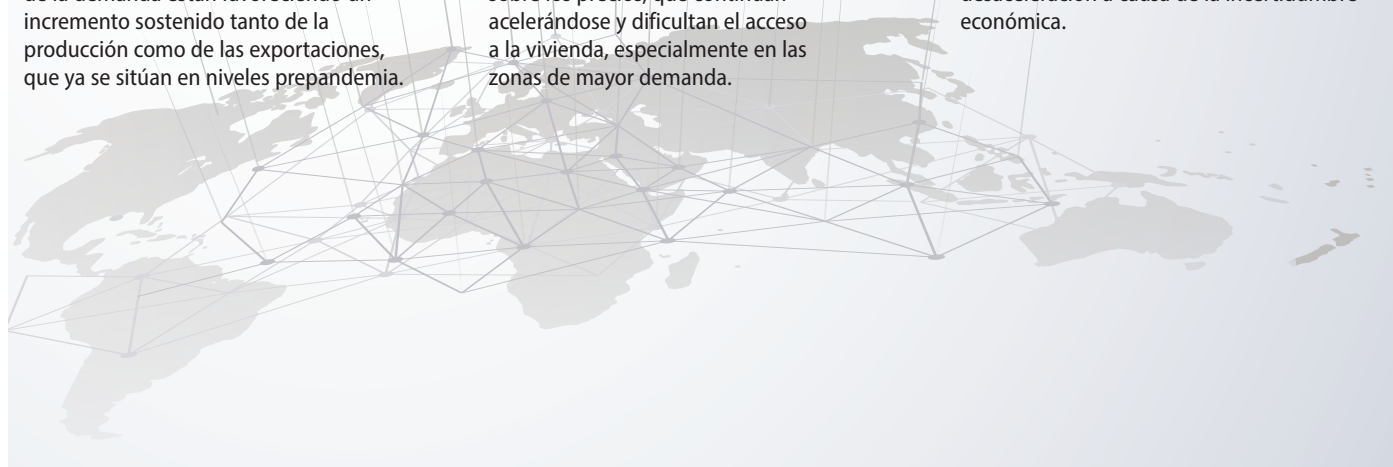 de la demanda están favoreciendo un
incremento sostenido tanto de la
producción como de las exportaciones,
que ya se sitúan en niveles prepandemia.
sobre los precios, que continúan
acelerándose y dificultan el acceso
a la vivienda, especialmente en las
zonas de mayor demanda.
desaceleración a causa de la incertidumbre
económica.